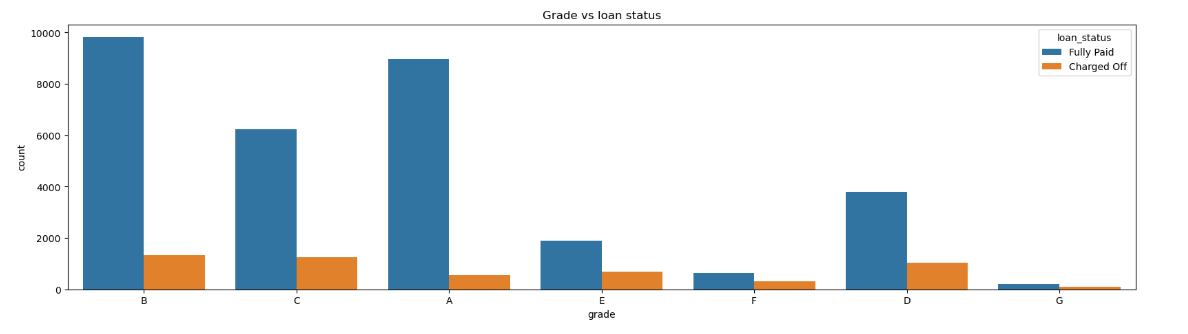 Grade vs loan status
loan_status
Fully Paid
Charged Off
10000
8000
6000
4000
2000
0
count
B C A E F D G
grade